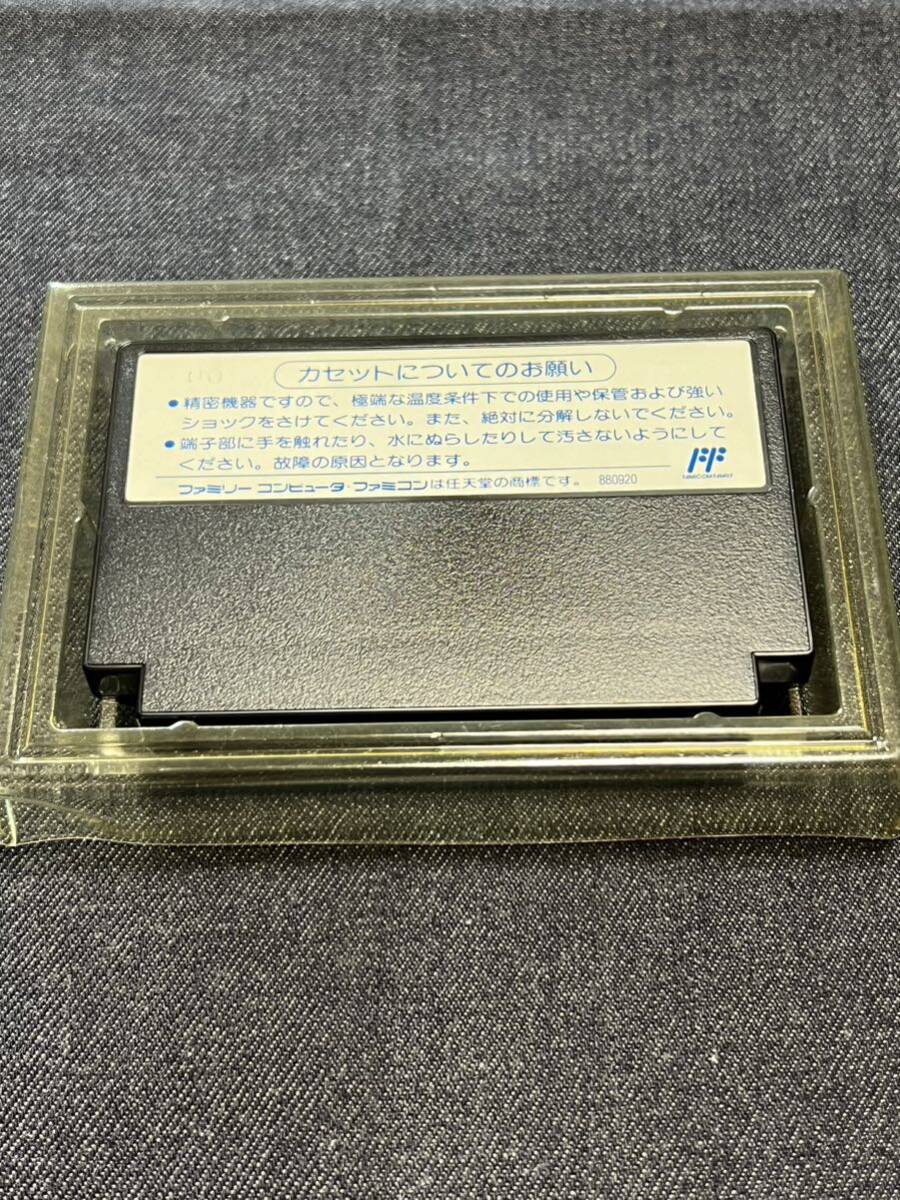 カセットについてのお願い
●精密機器ですので、極端な温度条件下での使用や保管および強い
ショックをさけてください。また、絶対に分解しないでください。
●端子部に手を触れたり、水にぬらしたりして汚さないようにして
ください。故障の原因となります。
ファミリー コンピュータ・ファミコンは任天堂の商標です。 880920
FF